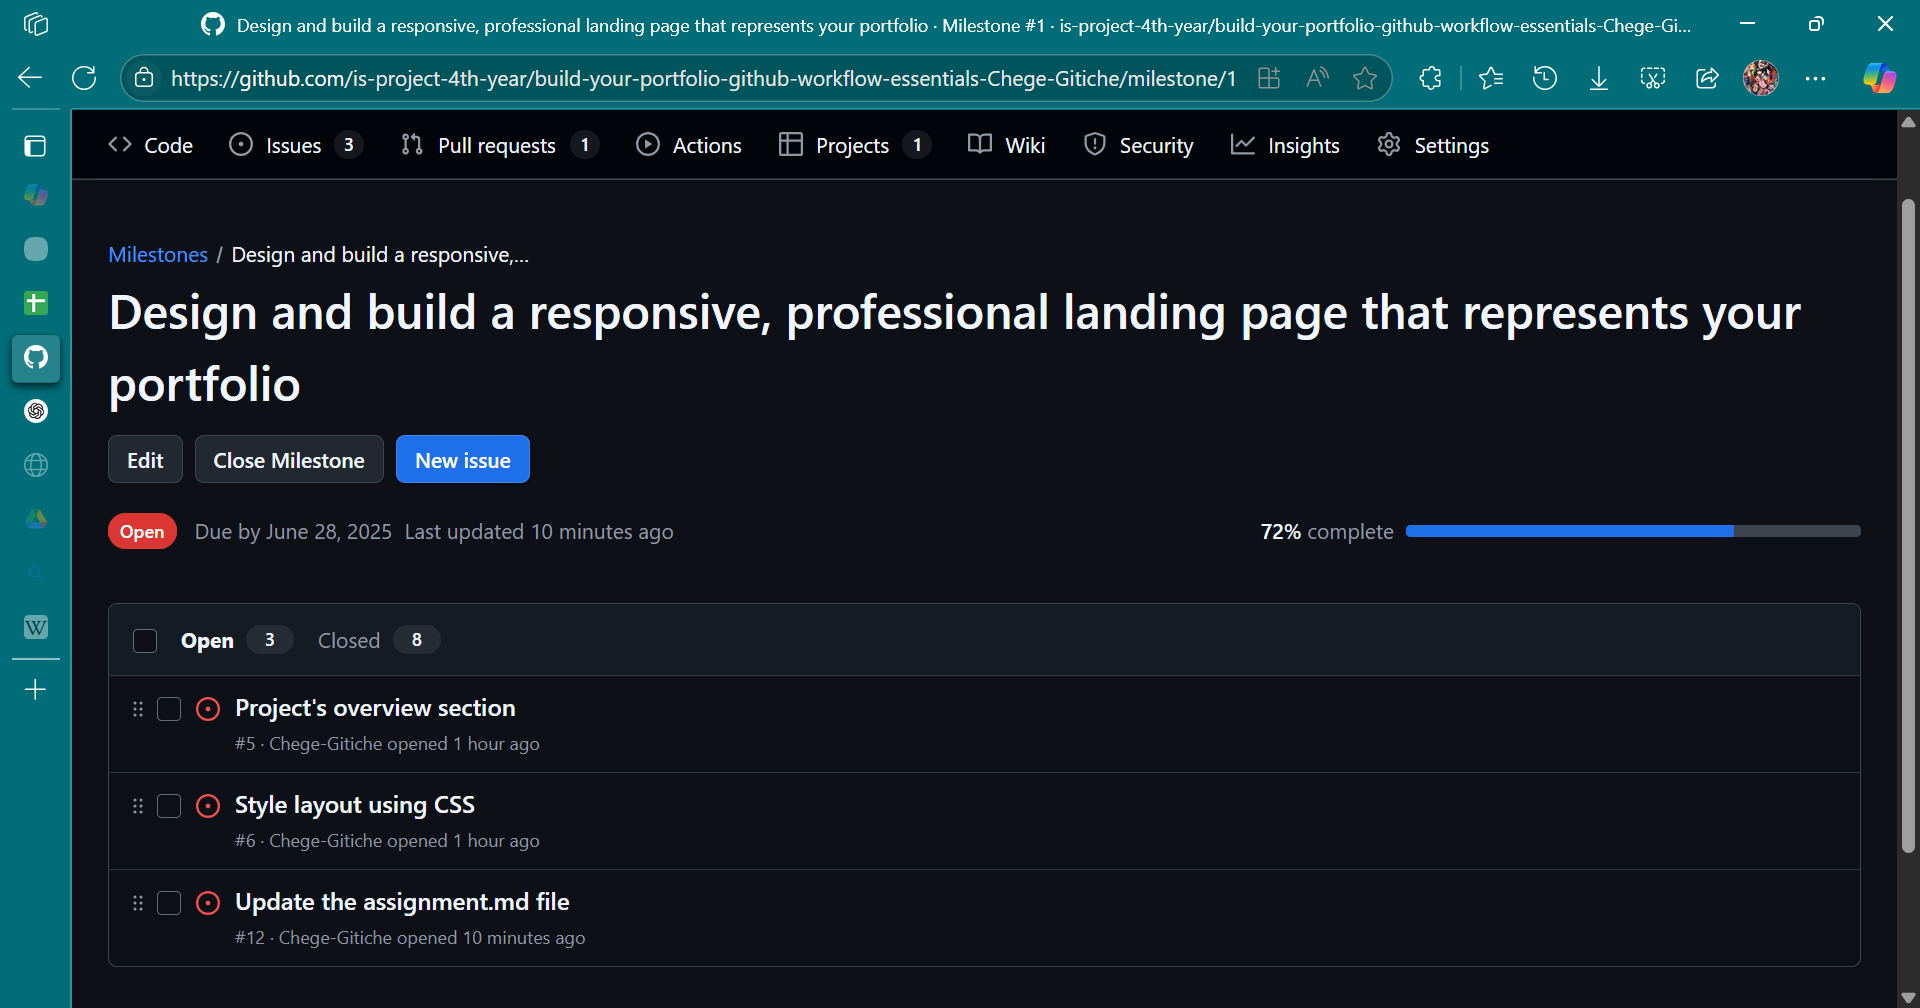 Design and build a responsive, professional landing page that represents your portfolio · Milestone #1 · is-project-4th-year/build-your-portfolio-github-workflow-essentials-Chege-Gi...
https://github.com/is-project-4th-year/build-your-portfolio-github-workflow-essentials-Chege-Gitiche/milestone/1
Code Issues 3 Pull requests 1 Actions Projects 1 Wiki Security Insights Settings
Milestones / Design and build a responsive,...
Design and build a responsive, professional landing page that represents your
portfolio
Edit Close Milestone New issue
Open Due by June 28, 2025 Last updated 10 minutes ago 72% complete
Open 3 Closed 8
Project's overview section
#5 · Chege-Gitiche opened 1 hour ago
Style layout using CSS
#6 · Chege-Gitiche opened 1 hour ago
Update the assignment.md file
#12 · Chege-Gitiche opened 10 minutes ago